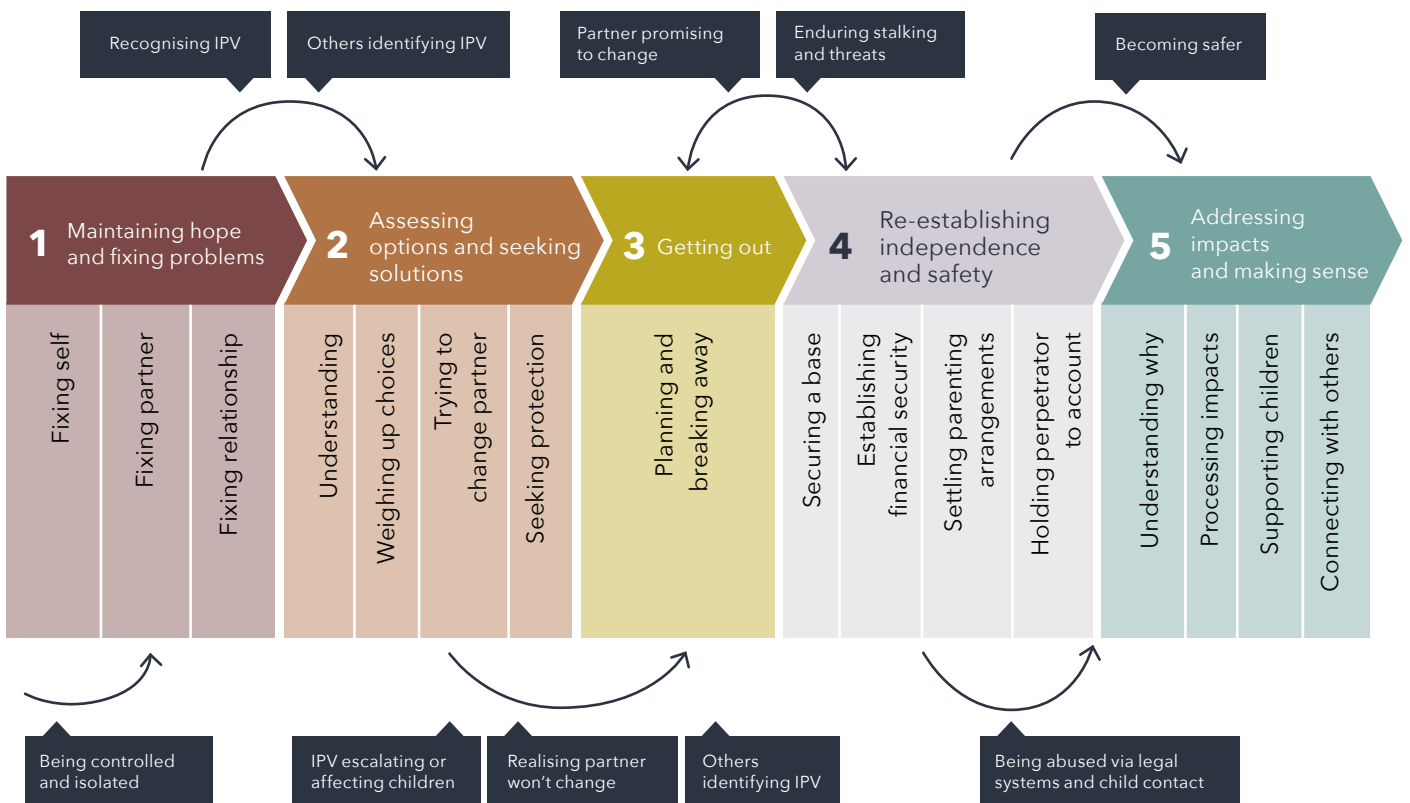 Recognising IPV
Others identifying IPV
Partner promising
to change
Enduring stalking
and threats
Becoming safer
1
Maintaining hope
and fixing problems
2
Assessing
options and seeking
solutions
3
Getting out
4
Re-establishing
independence
and safety
5
Addressing
impacts
and making sense
Fixing self
Fixing partner
Fixing relationship
Understanding
Weighing up choices
Trying to
change partner
Seeking protection
Planning and
breaking away
Securing a base
Establishing
financial security
Settling parenting
arrangements
Holding perpetrator
to account
Understanding why
Processing impacts
Supporting children
Connecting with others
Being controlled
and isolated
IPV escalating or
affecting children
Realising partner
won’t change
Others
identifying IPV
Being abused via legal
systems and child contact